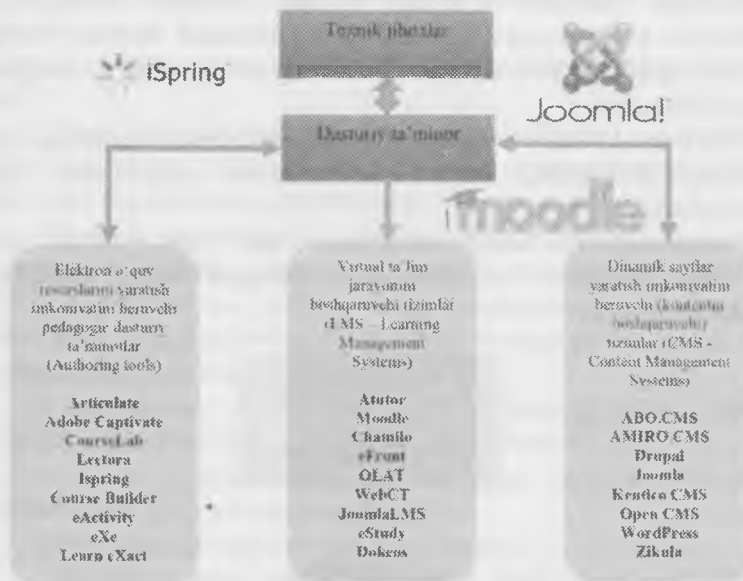 Texnik jihozlar
iSpring
Joomla!
Dasturiy ta'minot
moodle
Elektron o'quv
resurslarini yaratish
imkoniyatini beruvchi
pedagogic dasturiy
ta'minotlar
(Authoring tools)
Articulate
Adobe Captivate
CourseLab
Lectora
Ispring
Course Builder
eActivity
eXe
Learn eXact
Virtual ta'lim
jarayonini
boshqaruvchi tizimlar
(LMS – Learning
Management
Systems)
Atutor
Moodle
Chamilo
eFront
OLAT
WebCT
JoomlaLMS
eStudy
Dokeos
Dinamik saytlar
yaratish imkoniyatini
beruvchi (kontentni
boshqaruvchi)
tizimlar (CMS -
Content Management
Systems)
ABO.CMS
AMIRO.CMS
Drupal
Joomla
Kentico CMS
Open CMS
WordPress
Zikula